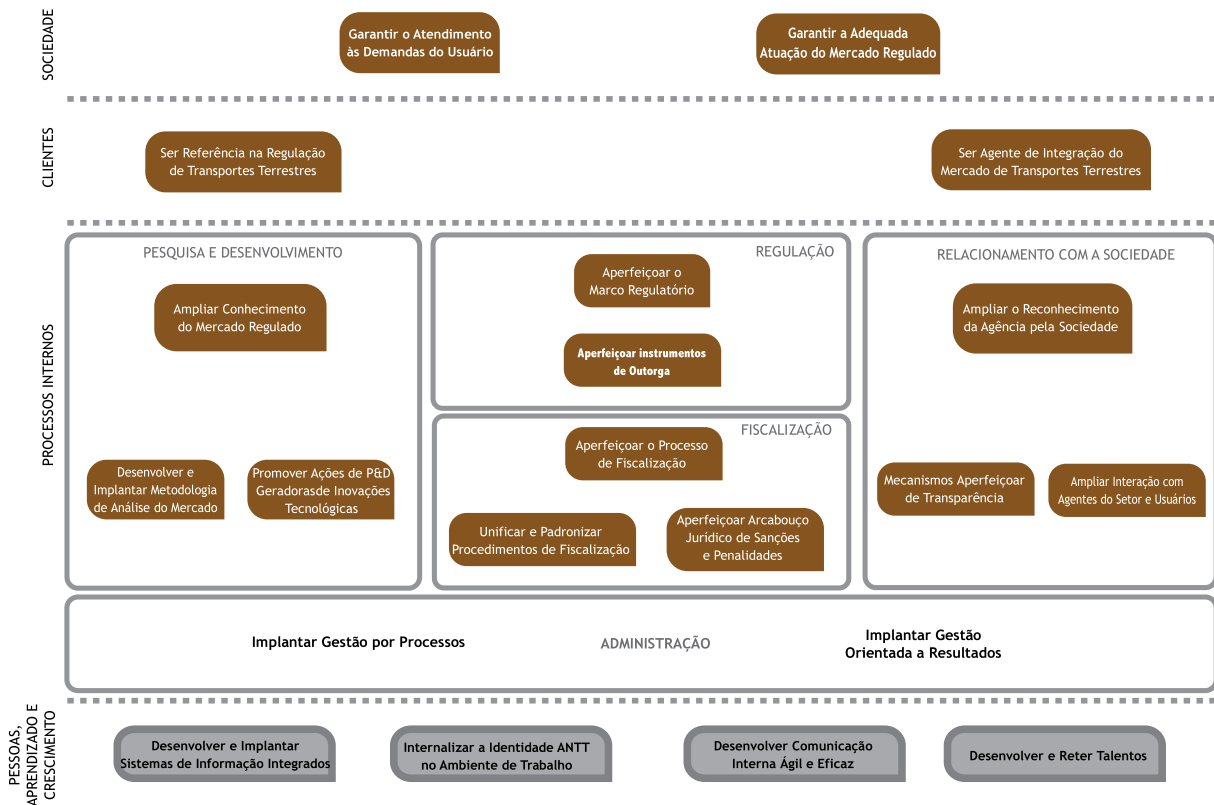 SOCIEDADE
Garantir o Atendimento
às Demandas do Usuário
Garantir a Adequada
Atuação do Mercado Regulado
CLIENTES
Ser Referência na Regulação
de Transportes Terrestres
Ser Agente de Integração do
Mercado de Transportes Terrestres
PROCESSOS INTERNOS
PESQUISA E DESENVOLVIMENTO
Ampliar Conhecimento
do Mercado Regulado
Desenvolver e
Implantar Metodologia
de Análise do Mercado
Promover Ações de P&D
Geradorasde Inovações
Tecnológicas
REGULAÇÃO
Aperfeiçoar o
Marco Regulatório
Aperfeiçoar instrumentos
de Outorga
FISCALIZAÇÃO
Aperfeiçoar o Processo
de Fiscalização
Unificar e Padronizar
Procedimentos de Fiscalização
Aperfeiçoar Arcabouço
Jurídico de Sanções
e Penalidades
RELACIONAMENTO COM A SOCIEDADE
Ampliar o Reconhecimento
da Agência pela Sociedade
Mecanismos Aperfeiçoar
de Transparência
Ampliar Interação com
Agentes do Setor e Usuários
Implantar Gestão por Processos
ADMINISTRAÇÃO
Implantar Gestão
Orientada a Resultados
PESSOAS,
APRENDIZADO E
CRESCIMENTO
Desenvolver e Implantar
Sistemas de Informação Integrados
Internalizar a Identidade ANTT
no Ambiente de Trabalho
Desenvolver Comunicação
Interna Ágil e Eficaz
Desenvolver e Reter Talentos